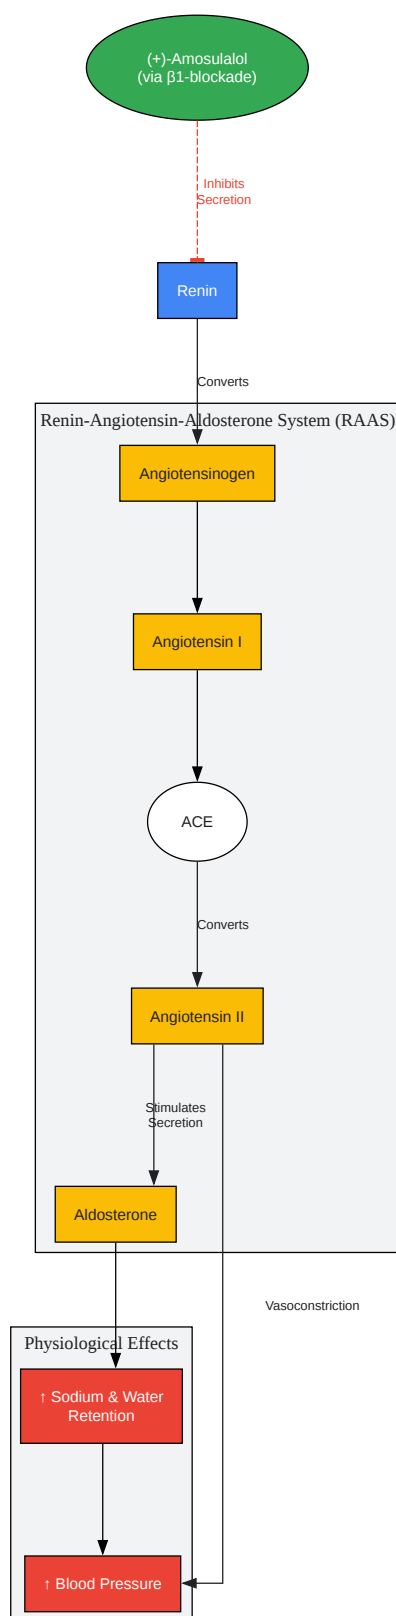 (+)-Amosulalol
(via β1-blockade)
Inhibits
Secretion
Renin
Converts
Renin-Angiotensin-Aldosterone System (RAAS)
Angiotensinogen
Angiotensin I
ACE
Converts
Angiotensin II
Stimulates
Secretion
Aldosterone
Vasoconstriction
Physiological Effects
↑ Sodium & Water
Retention
↑ Blood Pressure